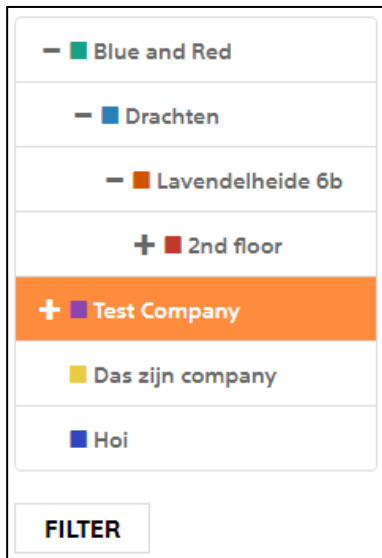 Blue and Red
Drachten
Lavendelheide 6b
2nd floor
Test Company
Das zijn company
Hoi
FILTER